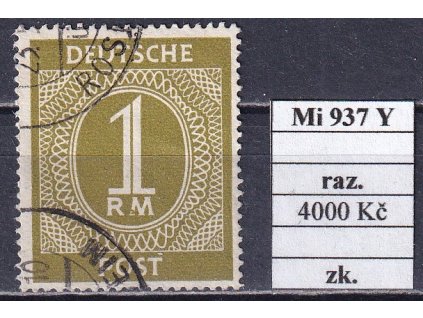 DEUTSCHE
1
RM
POST
Mi 937 Y
raz.
4000 Kč
zk.